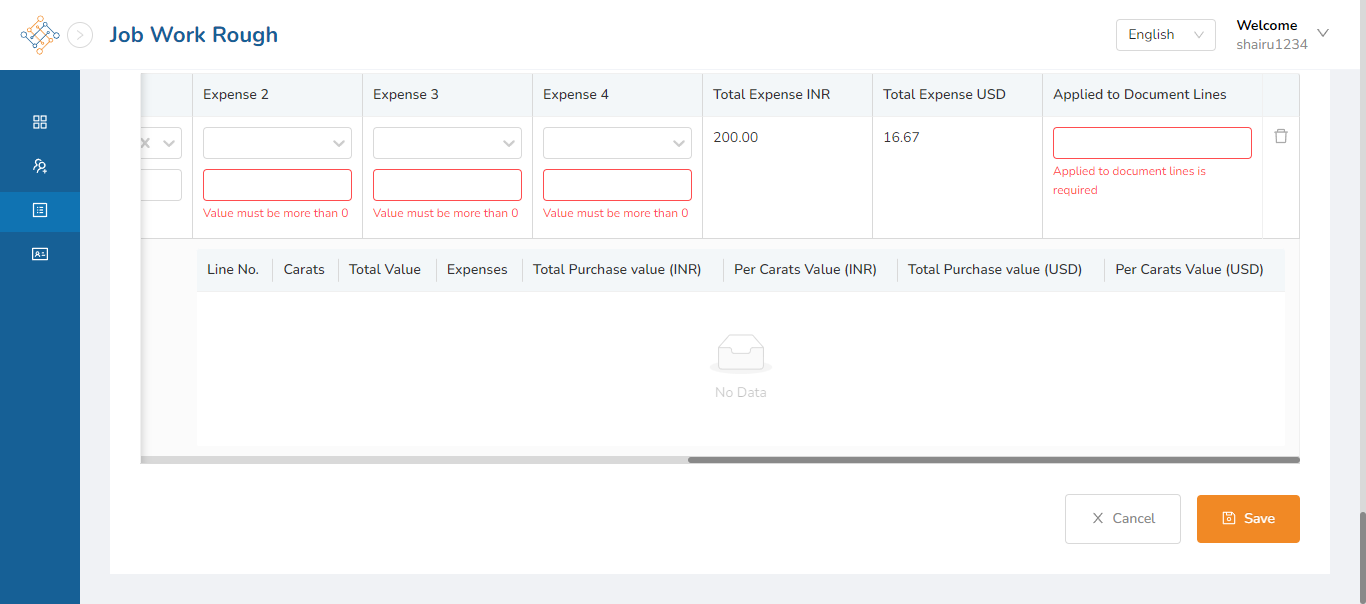 Job Work Rough
English
Welcome
shairu1234
Expense 2 Expense 3 Expense 4 Total Expense INR Total Expense USD Applied to Document Lines
200.00 16.67
Value must be more than 0 Value must be more than 0 Value must be more than 0
Applied to document lines is
required
Line No. Carats Total Value Expenses Total Purchase value (INR) Per Carats Value (INR) Total Purchase value (USD) Per Carats Value (USD)
No Data
Cancel Save